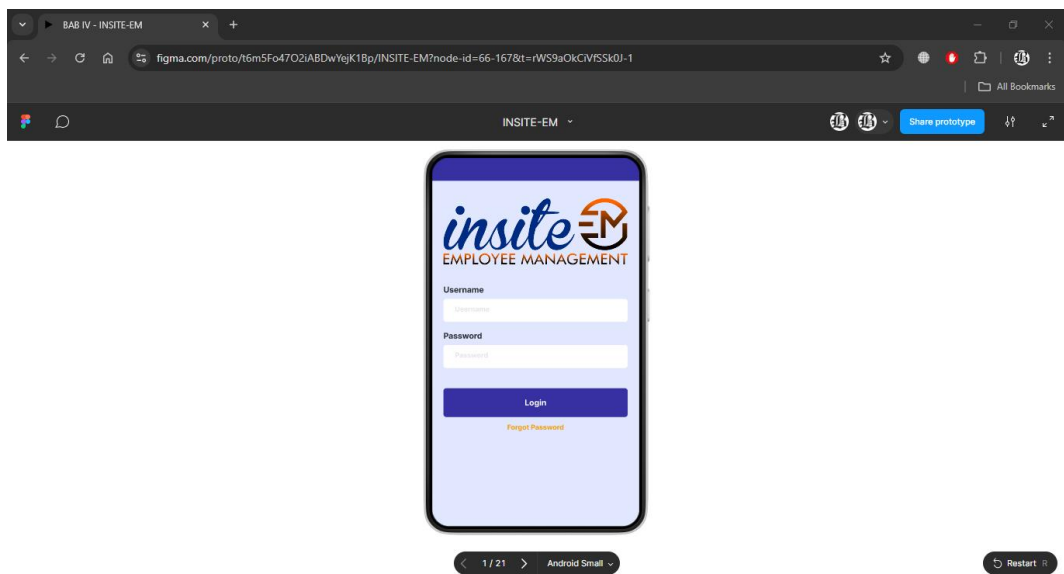 BAB IV - INSITE-EM
figma.com/proto/t6m5Fo47O2iABDwYejK1Bp/INSITE-EM?node-id=66-167&t=rWS9aOkCiVfSSk0J-1
All Bookmarks
INSITE-EM
Share prototype
insite EM
EMPLOYEE MANAGEMENT
Username
Username
Password
Password
Login
Forgot Password
1 / 21 Android Small
Restart R